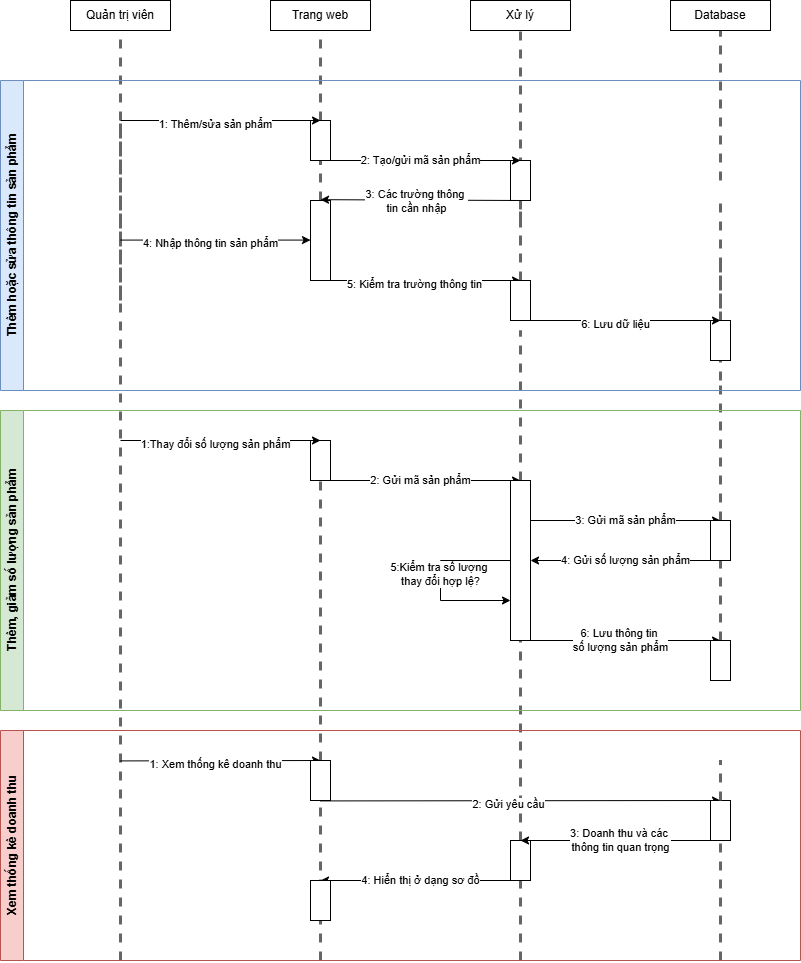 Quản trị viên
Trang web
Xử lý
Database
Thêm hoặc sửa thông tin sản phẩm
1: Thêm/sửa sản phẩm
2: Tạo/gửi mã sản phẩm
3: Các trường thông
tin cần nhập
4: Nhập thông tin sản phẩm
5: Kiểm tra trường thông tin
6: Lưu dữ liệu
Thêm, giảm số lượng sản phẩm
1:Thay đổi số lượng sản phẩm
2: Gửi mã sản phẩm
3: Gửi mã sản phẩm
4: Gửi số lượng sản phẩm
5:Kiểm tra số lượng
thay đổi hợp lệ?
6: Lưu thông tin
số lượng sản phẩm
Xem thống kê doanh thu
1: Xem thống kê doanh thu
2: Gửi yêu cầu
3: Doanh thu và các
thông tin quan trọng
4: Hiển thị ở dạng sơ đồ